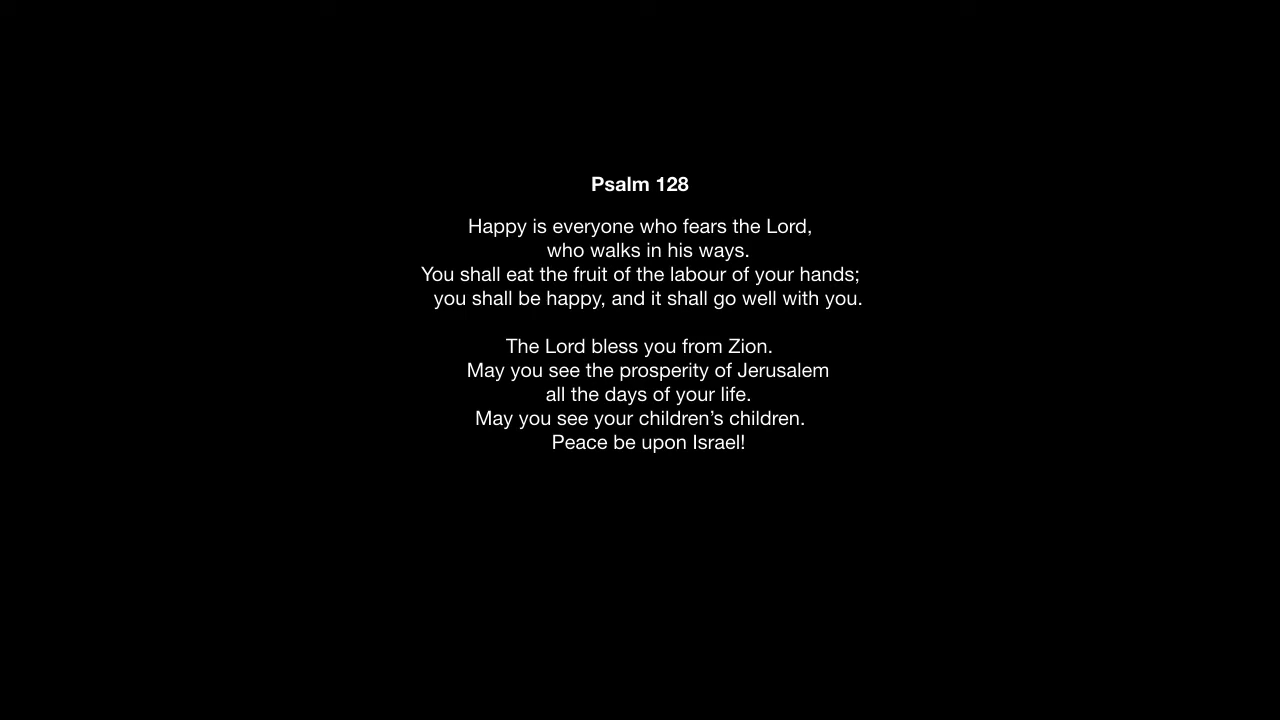 Psalm 128
Happy is everyone who fears the Lord,
who walks in his ways.
You shall eat the fruit of the labour of your hands;
you shall be happy, and it shall go well with you.
The Lord bless you from Zion.
May you see the prosperity of Jerusalem
all the days of your life.
May you see your children’s children.
Peace be upon Israel!